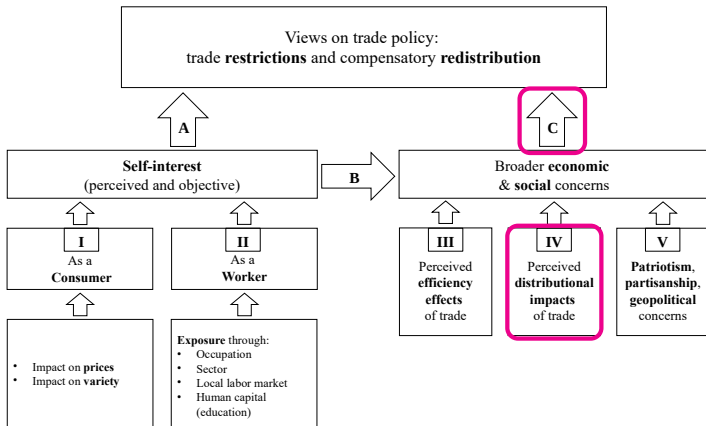 Views on trade policy:
trade restrictions and compensatory redistribution
A
C
Self-interest
(perceived and objective)
B
Broader economic
& social concerns
I
As a
Consumer
II
As a
Worker
III
Perceived
efficiency
effects
of trade
IV
Perceived
distributional
impacts
of trade
V
Patriotism,
partisanship,
geopolitical
concerns
• Impact on prices
• Impact on variety
Exposure through:
• Occupation
• Sector
• Local labor market
• Human capital
(education)